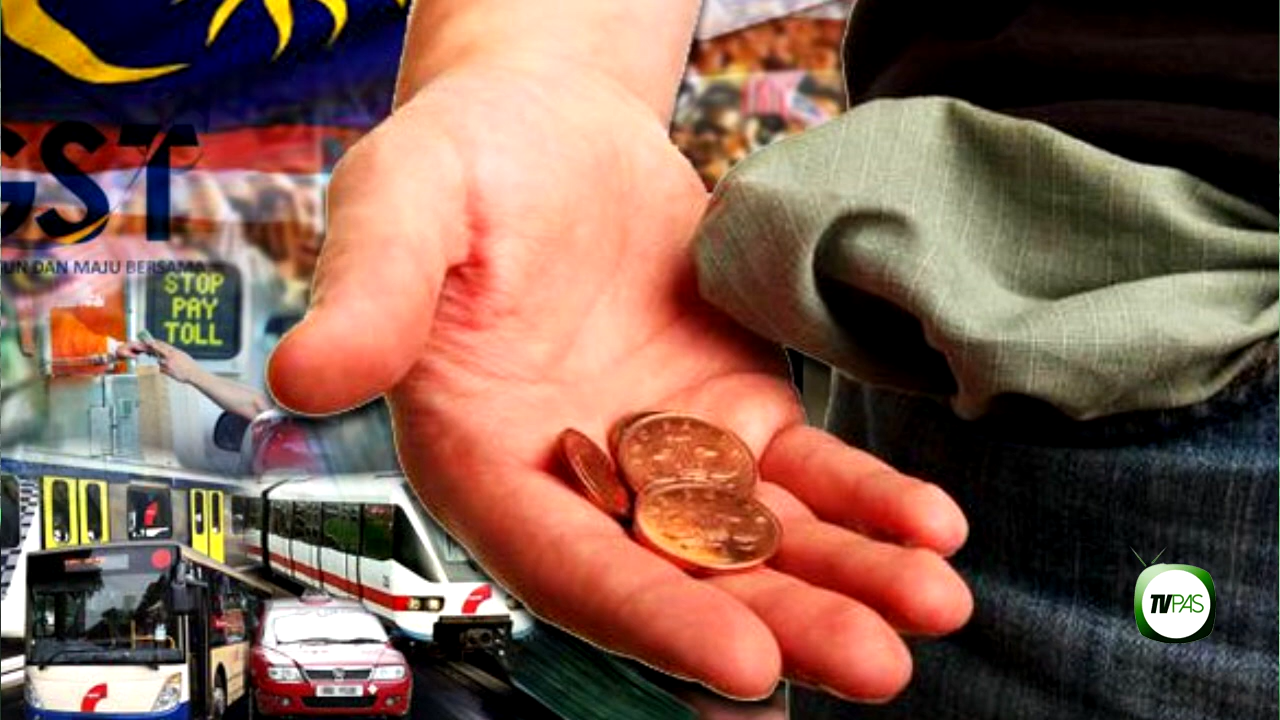 GST
UN DAN MAJU BERSAMA
STOP
PAY
TOLL
TVPAS